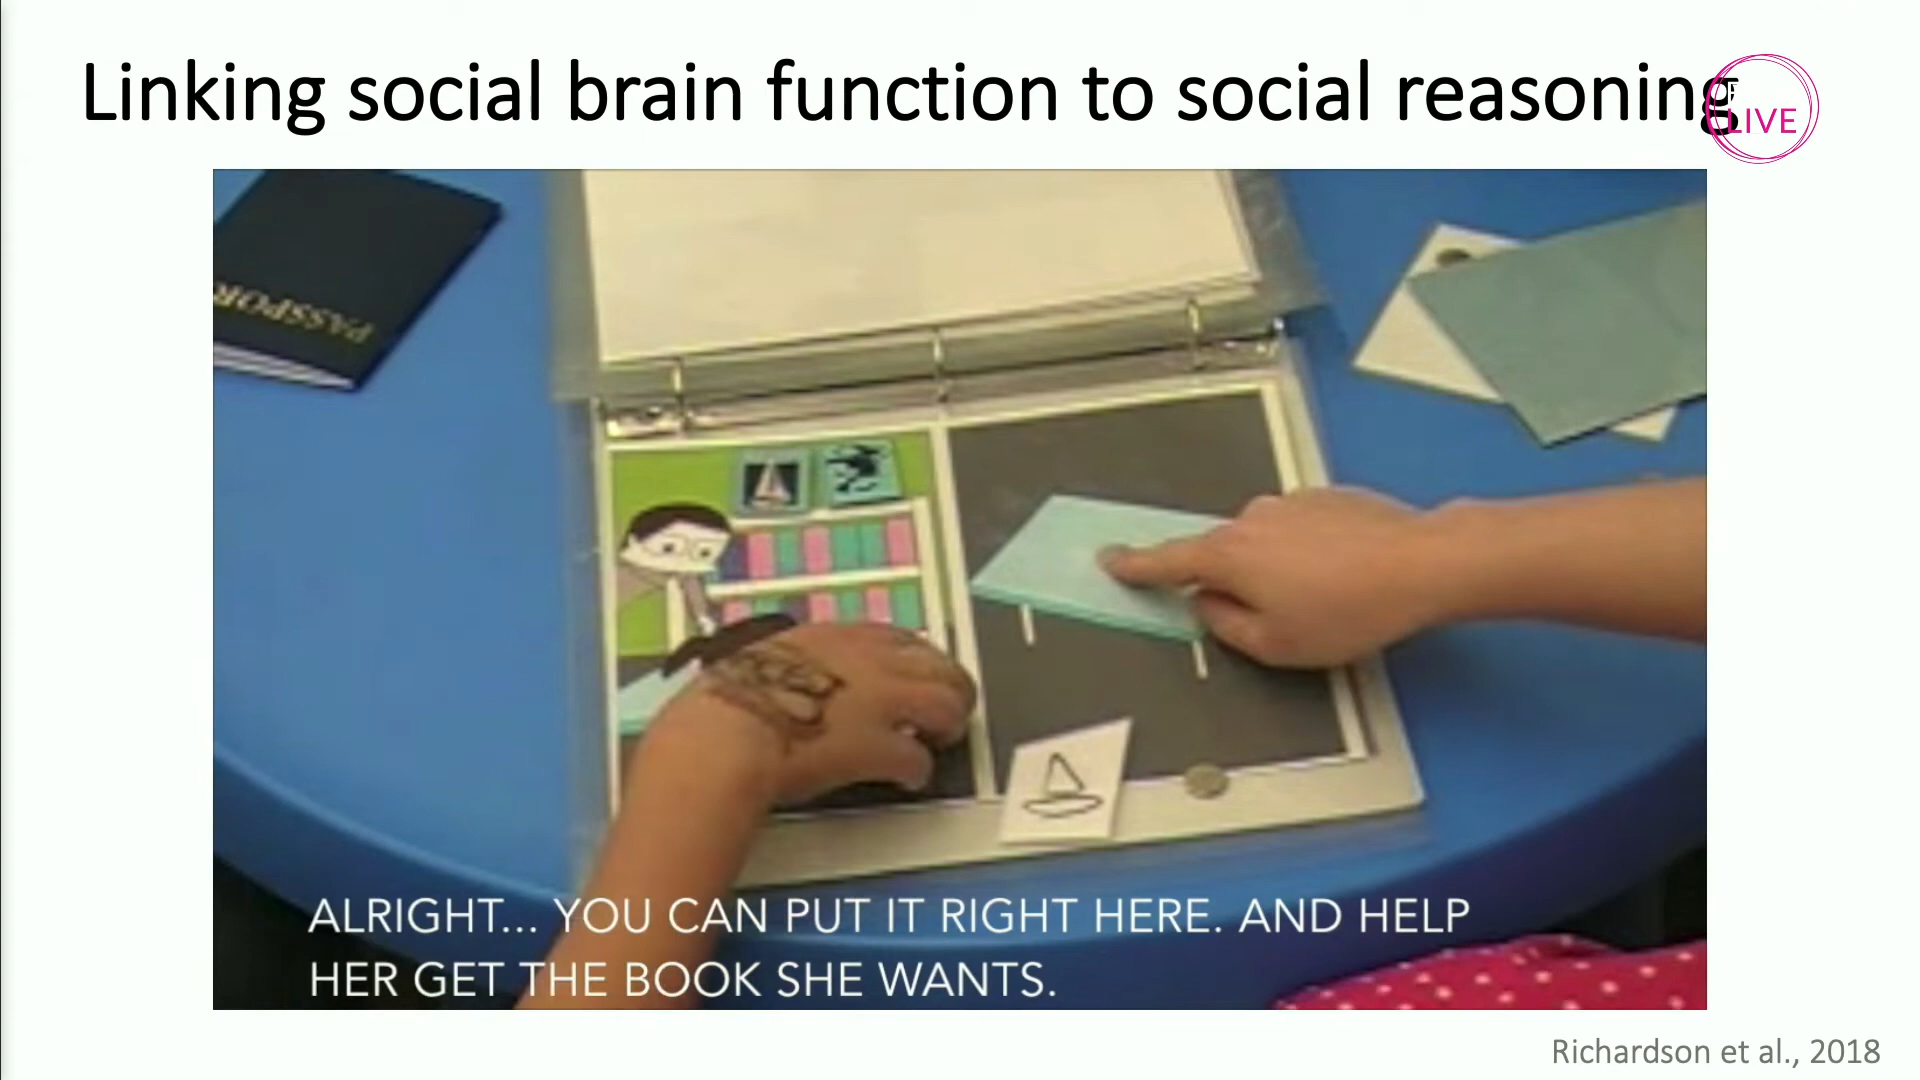 Linking social brain function to social reasoning
LIVE
PASSPOR
ALRIGHT... YOU CAN PUT IT RIGHT HERE. AND HELP
HER GET THE BOOK SHE WANTS.
Richardson et al., 2018